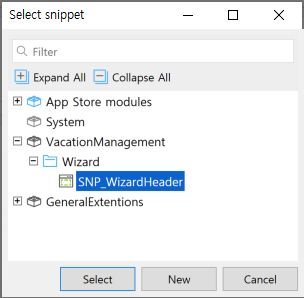 Select snippet
Filter
Expand All Collapse All
App Store modules
System
VacationManagement
Wizard
SNP_WizardHeader
GeneralExtentions
Select New Cancel